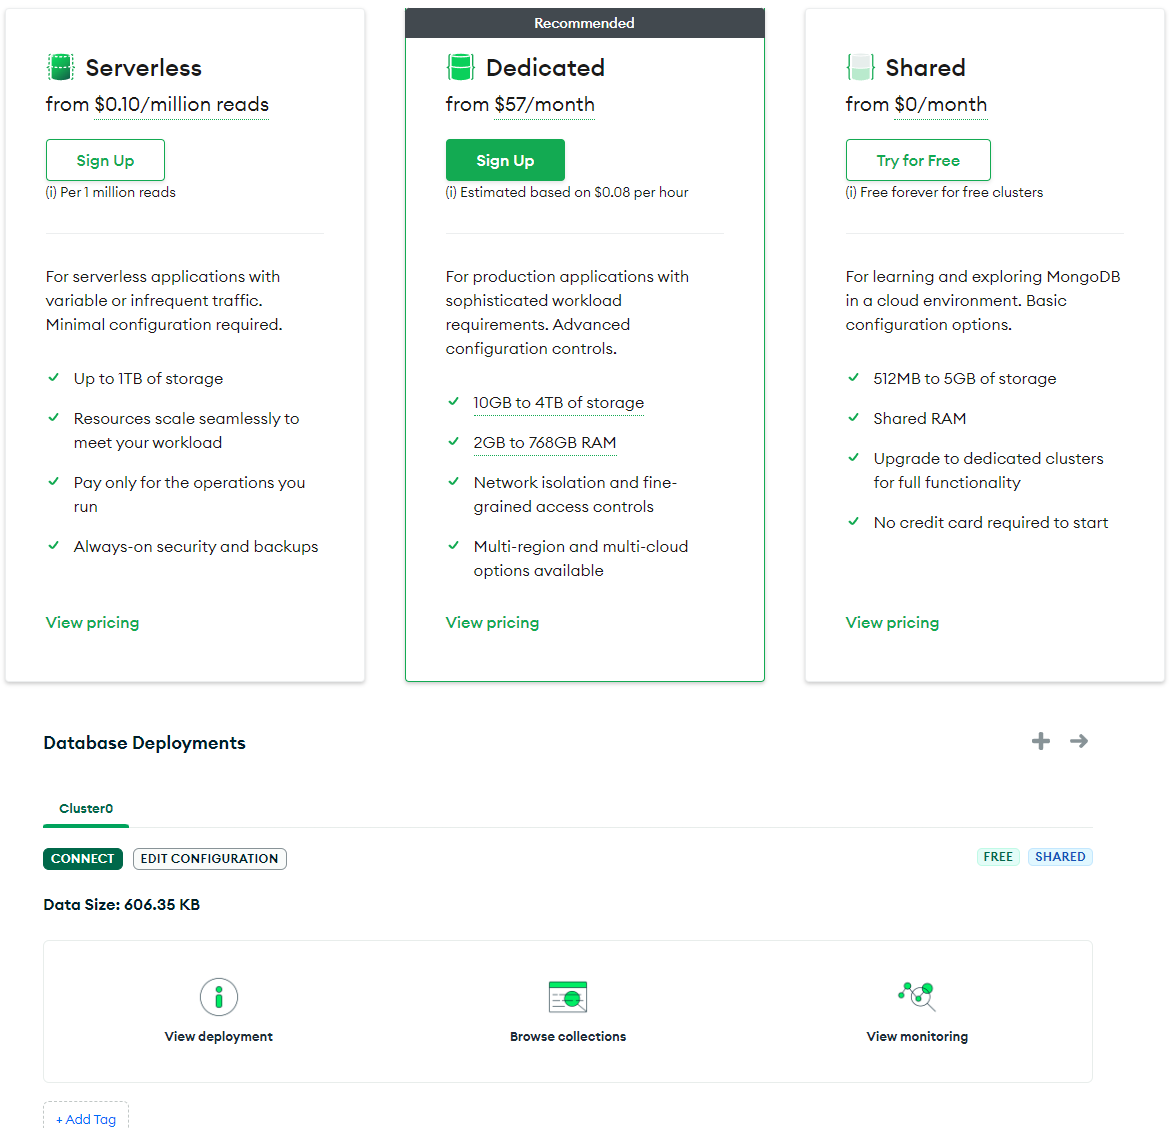 Serverless
from $0.10/million reads
Sign Up
(i) Per 1 million reads
For serverless applications with
variable or infrequent traffic.
Minimal configuration required.
Up to 1TB of storage
Resources scale seamlessly to
meet your workload
Pay only for the operations you
run
Always-on security and backups
View pricing
Recommended
Dedicated
from $57/month
Sign Up
(i) Estimated based on $0.08 per hour
For production applications with
sophisticated workload
requirements. Advanced
configuration controls.
10GB to 4TB of storage
2GB to 768GB RAM
Network isolation and fine-
grained access controls
Multi-region and multi-cloud
options available
View pricing
Shared
from $0/month
Try for Free
(i) Free forever for free clusters
For learning and exploring MongoDB
in a cloud environment. Basic
configuration options.
512MB to 5GB of storage
Shared RAM
Upgrade to dedicated clusters
for full functionality
No credit card required to start
View pricing
Database Deployments
Cluster0
CONNECT EDIT CONFIGURATION FREE SHARED
Data Size: 606.35 KB
View deployment Browse collections View monitoring
+ Add Tag